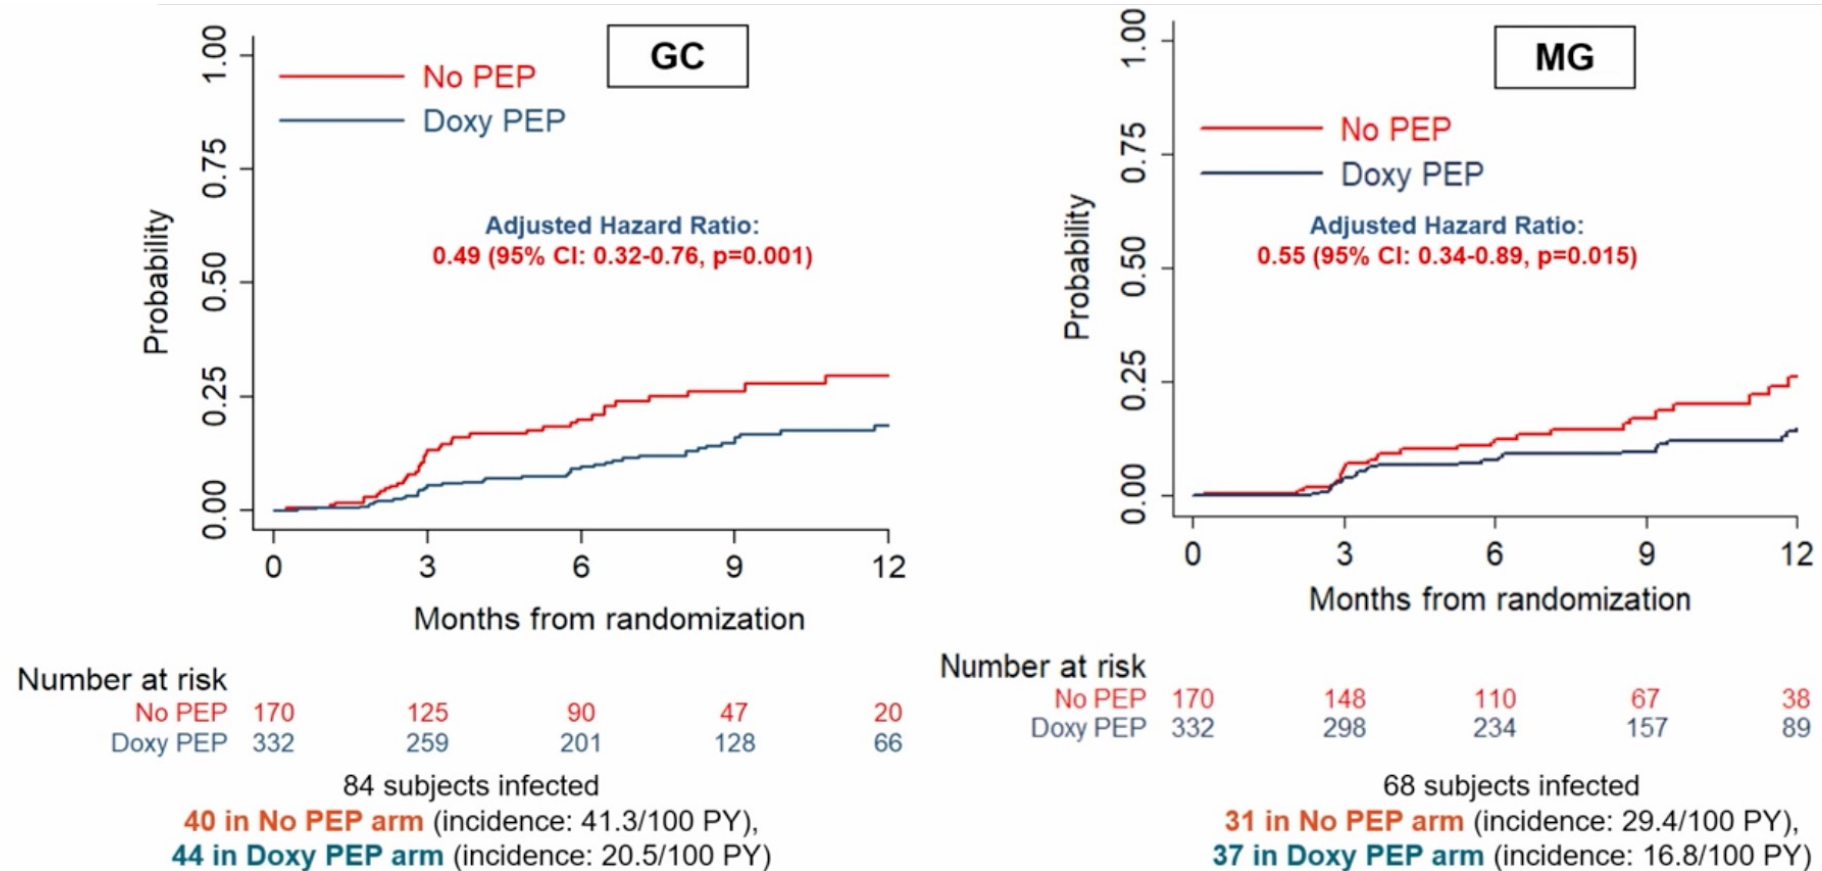 GC
No PEP
Doxy PEP
Adjusted Hazard Ratio:
0.49 (95% CI: 0.32-0.76, p=0.001)
Probability
1.00
0.75
0.50
0.25
0.00
0 3 6 9 12
Months from randomization
Number at risk
No PEP 170 125 90 47 20
Doxy PEP 332 259 201 128 66
84 subjects infected
40 in No PEP arm (incidence: 41.3/100 PY),
44 in Doxy PEP arm (incidence: 20.5/100 PY)
MG
No PEP
Doxy PEP
Adjusted Hazard Ratio:
0.55 (95% CI: 0.34-0.89, p=0.015)
Probability
1.00
0.75
0.50
0.25
0.00
0 3 6 9 12
Months from randomization
Number at risk
No PEP 170 148 110 67 38
Doxy PEP 332 298 234 157 89
68 subjects infected
31 in No PEP arm (incidence: 29.4/100 PY),
37 in Doxy PEP arm (incidence: 16.8/100 PY)